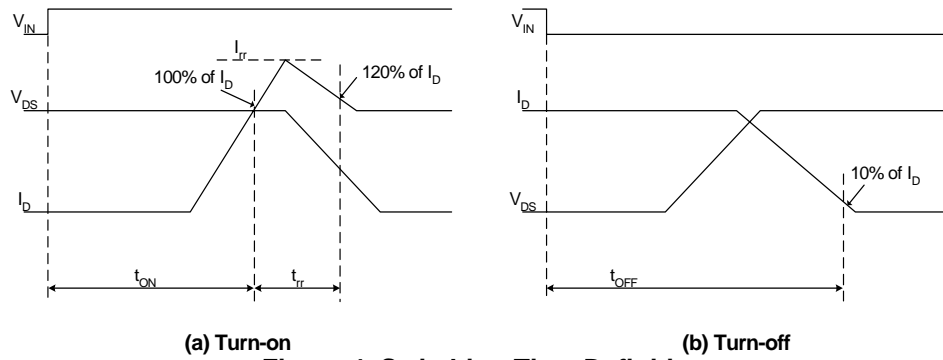 V_IN
I_rr
100% of I_D
120% of I_D
V_DS
I_D
t_ON
t_rr
(a) Turn-on
V_IN
I_D
10% of I_D
V_DS
t_OFF
(b) Turn-off